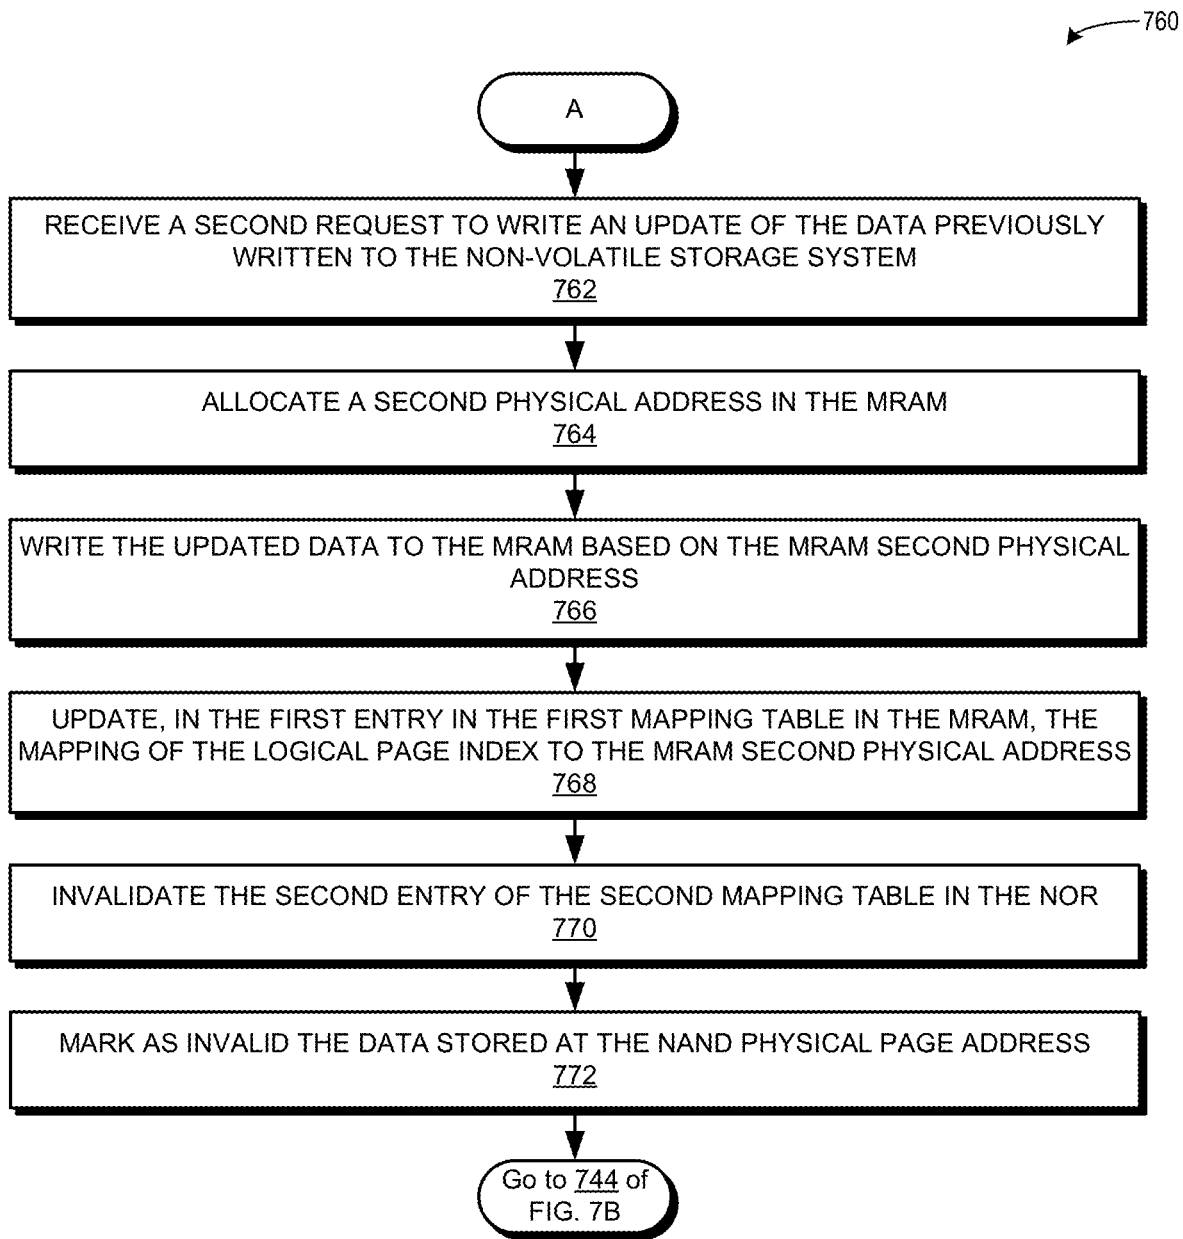 760
A
RECEIVE A SECOND REQUEST TO WRITE AN UPDATE OF THE DATA PREVIOUSLY
WRITTEN TO THE NON-VOLATILE STORAGE SYSTEM
762
ALLOCATE A SECOND PHYSICAL ADDRESS IN THE MRAM
764
WRITE THE UPDATED DATA TO THE MRAM BASED ON THE MRAM SECOND PHYSICAL
ADDRESS
766
UPDATE, IN THE FIRST ENTRY IN THE FIRST MAPPING TABLE IN THE MRAM, THE
MAPPING OF THE LOGICAL PAGE INDEX TO THE MRAM SECOND PHYSICAL ADDRESS
768
INVALIDATE THE SECOND ENTRY OF THE SECOND MAPPING TABLE IN THE NOR
770
MARK AS INVALID THE DATA STORED AT THE NAND PHYSICAL PAGE ADDRESS
772
Go to 744 of
FIG. 7B